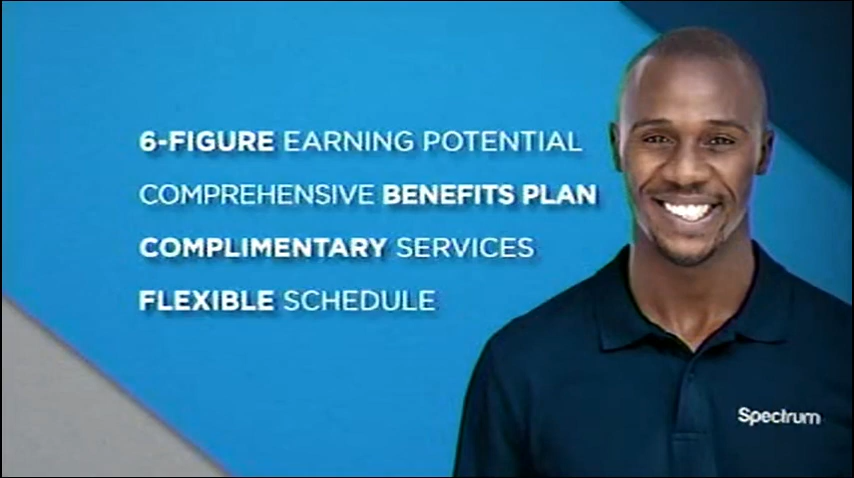 6-FIGURE EARNING POTENTIAL
COMPREHENSIVE BENEFITS PLAN
COMPLIMENTARY SERVICES
FLEXIBLE SCHEDULE
Spectrum